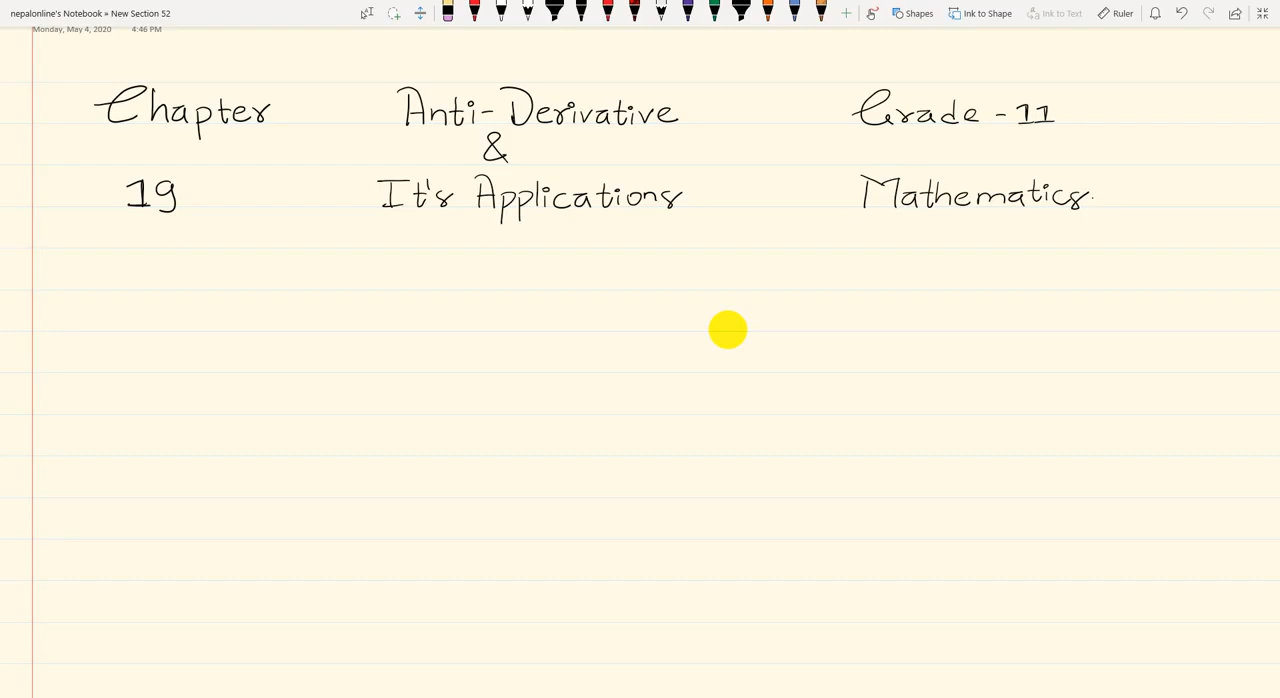 nepalonline's Notebook » New Section 52
Shapes Ink to Shape Ink to Text Ruler
Monday, May 4, 2020 4:46 PM
Chapter Anti-Derivative Grade - 11
&
19 It's Applications Mathematics.